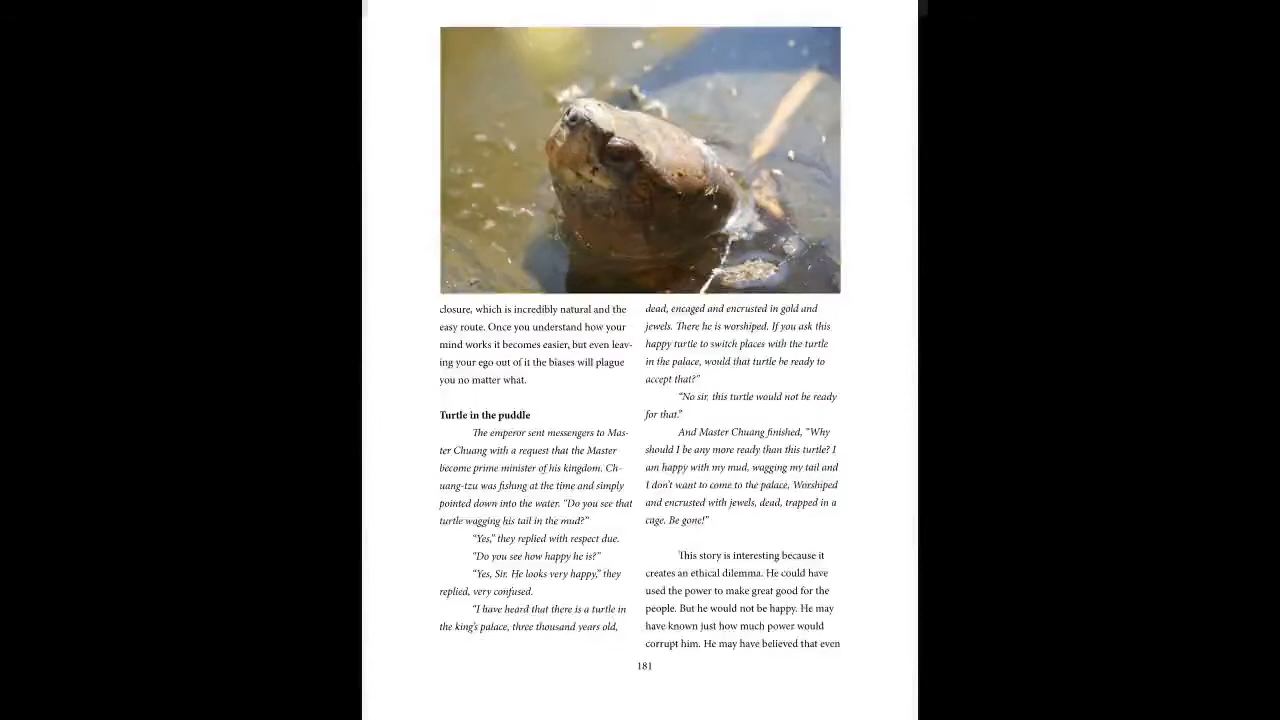 closure, which is incredibly natural and the
easy route. Once you understand how your
mind works it becomes easier, but even leav-
ing your ego out of it the biases will plague
you no matter what.
Turtle in the puddle
The emperor sent messengers to Mas-
ter Chuang with a request that the Master
become prime minister of his kingdom. Ch-
uang-tzu was fishing at the time and simply
pointed down into the water. “Do you see that
turtle wagging his tail in the mud?”
“Yes,” they replied with respect due.
“Do you see how happy he is?”
“Yes, Sir. He looks very happy,” they
replied, very confused.
“I have heard that there is a turtle in
the king’s palace, three thousand years old,
dead, encaged and encrusted in gold and
jewels. There he is worshiped. If you ask this
happy turtle to switch places with the turtle
in the palace, would that turtle be ready to
accept that?”
“No sir, this turtle would not be ready
for that.”
And Master Chuang finished, “Why
should I be any more ready than this turtle? I
am happy with my mud, wagging my tail and
I don’t want to come to the palace, Worshiped
and encrusted with jewels, dead, trapped in a
cage. Be gone!”
This story is interesting because it
creates an ethical dilemma. He could have
used the power to make great good for the
people. But he would not be happy. He may
have known just how much power would
corrupt him. He may have believed that even
181